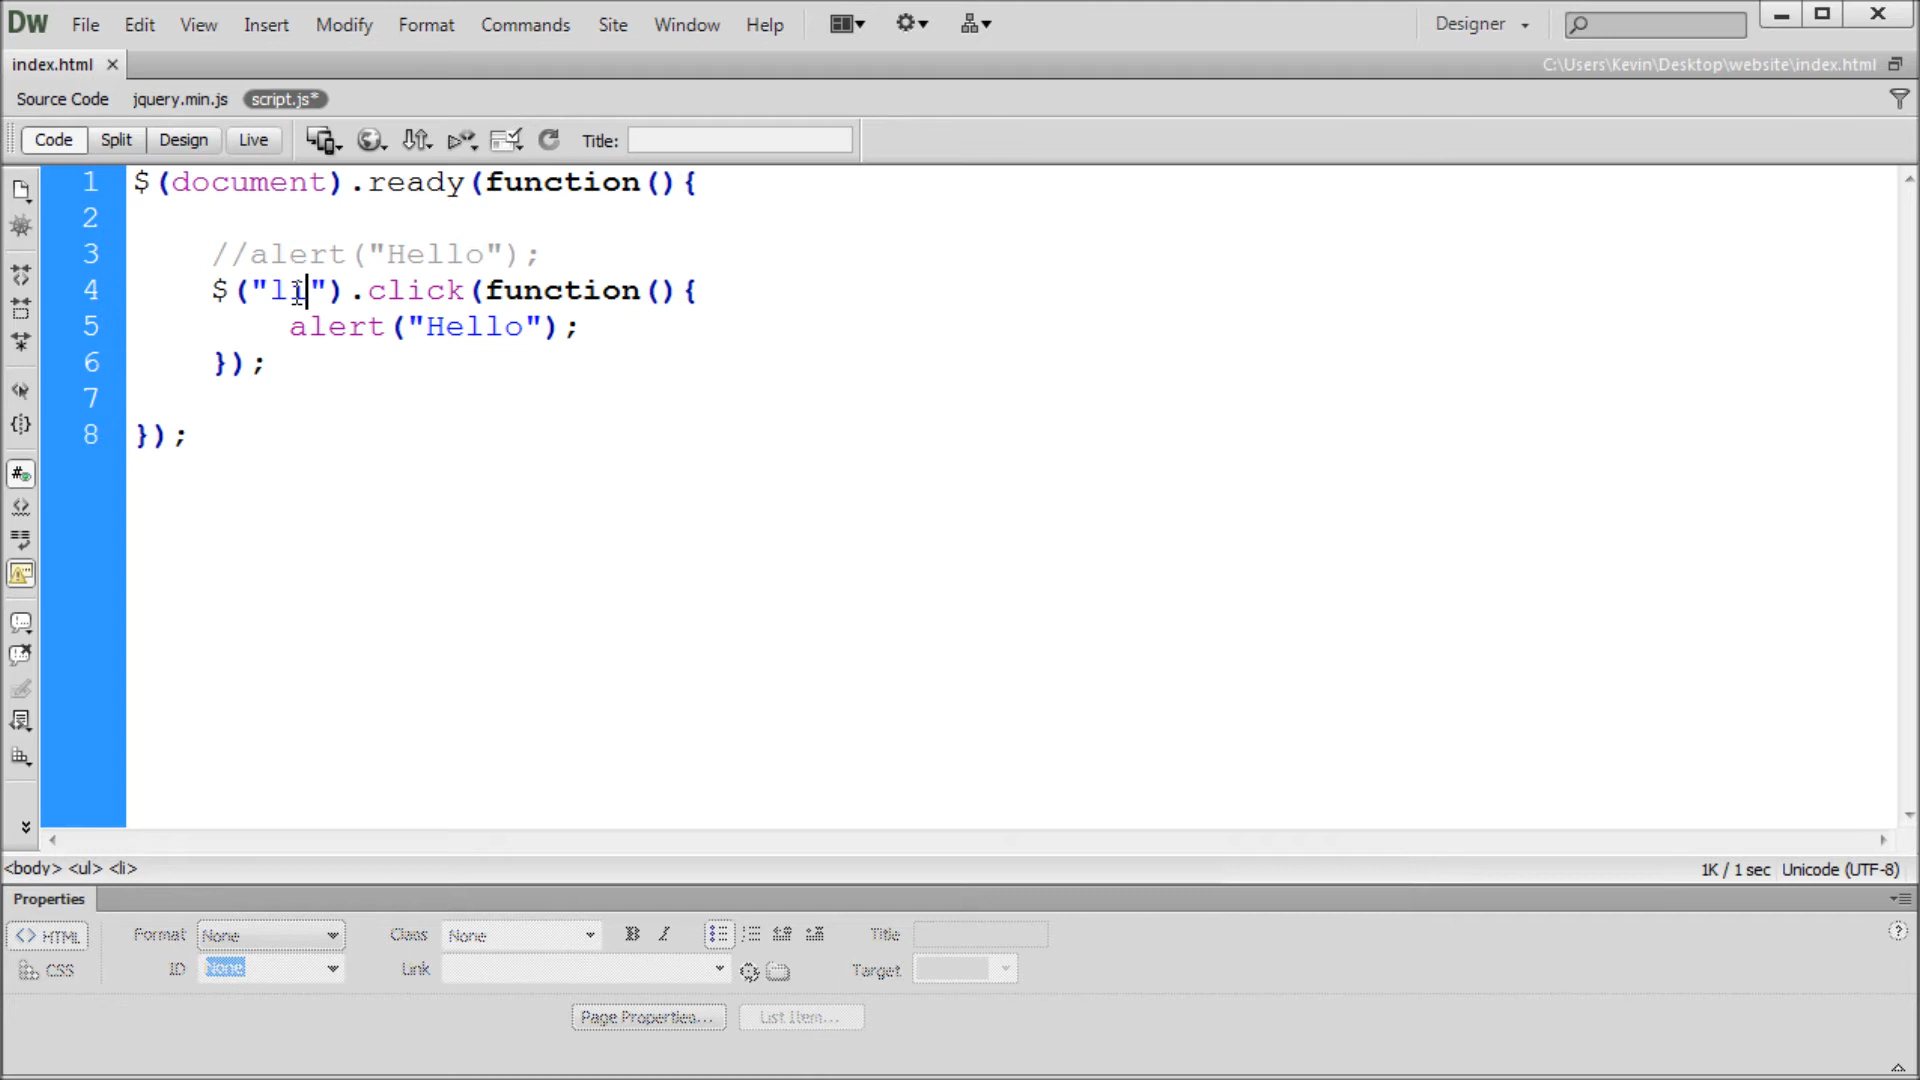 DW File Edit View Insert Modify Format Commands Site Window Help Designer
index.html C:\Users\Kevin\Desktop\website\index.html
Source Code jquery.min.js script.js*
Code Split Design Live Title:
1 $(document).ready(function(){
2
3 //alert("Hello");
4 $("li").click(function(){
5 alert("Hello");
6 });
7
8 });
<body> <ul> <li> 1K / 1 sec Unicode (UTF-8)
Properties
<> HTML Format None Class None B I Title
CSS ID None Link Target
Page Properties... List Item...